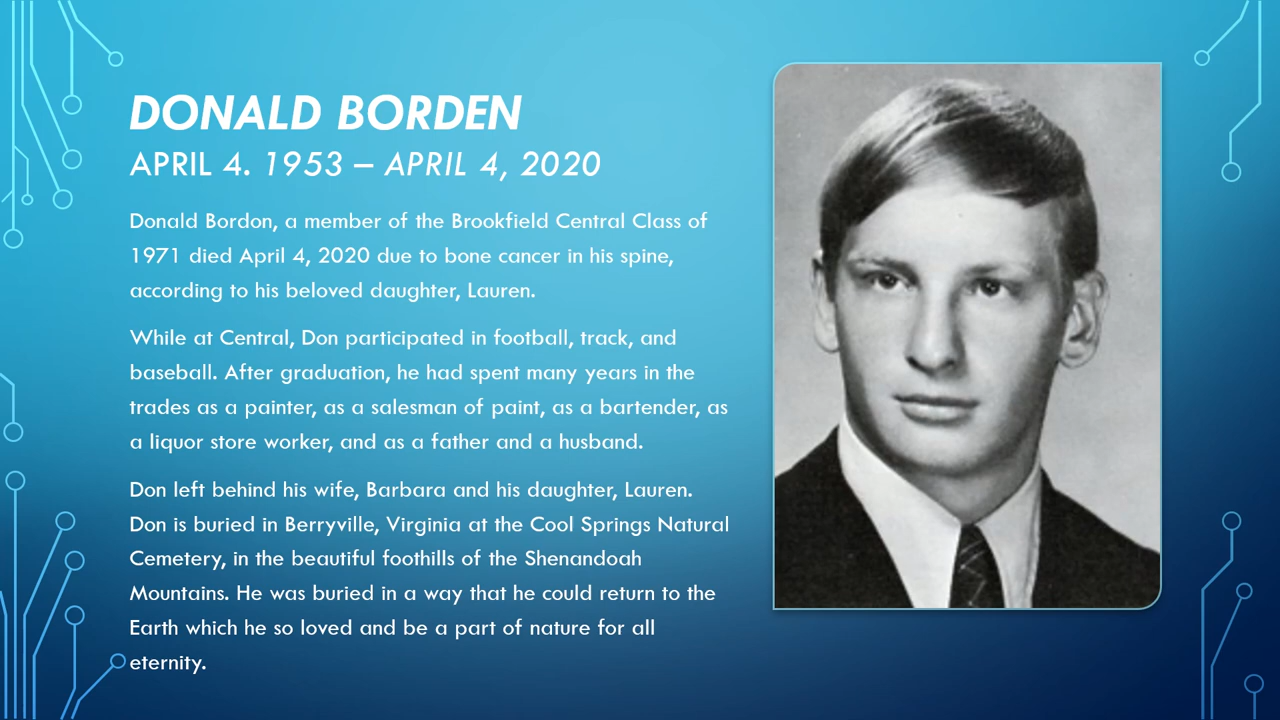 DONALD BORDEN
APRIL 4. 1953 – APRIL 4, 2020
Donald Bordon, a member of the Brookfield Central Class of
1971 died April 4, 2020 due to bone cancer in his spine,
according to his beloved daughter, Lauren.
While at Central, Don participated in football, track, and
baseball. After graduation, he had spent many years in the
trades as a painter, as a salesman of paint, as a bartender, as
a liquor store worker, and as a father and a husband.
Don left behind his wife, Barbara and his daughter, Lauren.
Don is buried in Berryville, Virginia at the Cool Springs Natural
Cemetery, in the beautiful foothills of the Shenandoah
Mountains. He was buried in a way that he could return to the
Earth which he so loved and be a part of nature for all
eternity.